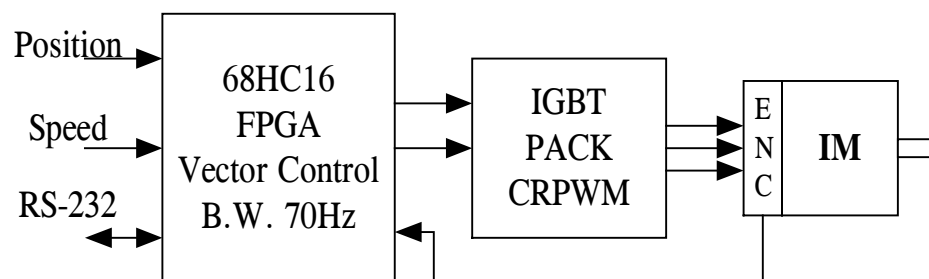 Position
Speed
RS-232
68HC16
FPGA
Vector Control
B.W. 70Hz
IGBT
PACK
CRPWM
E
N
C
IM